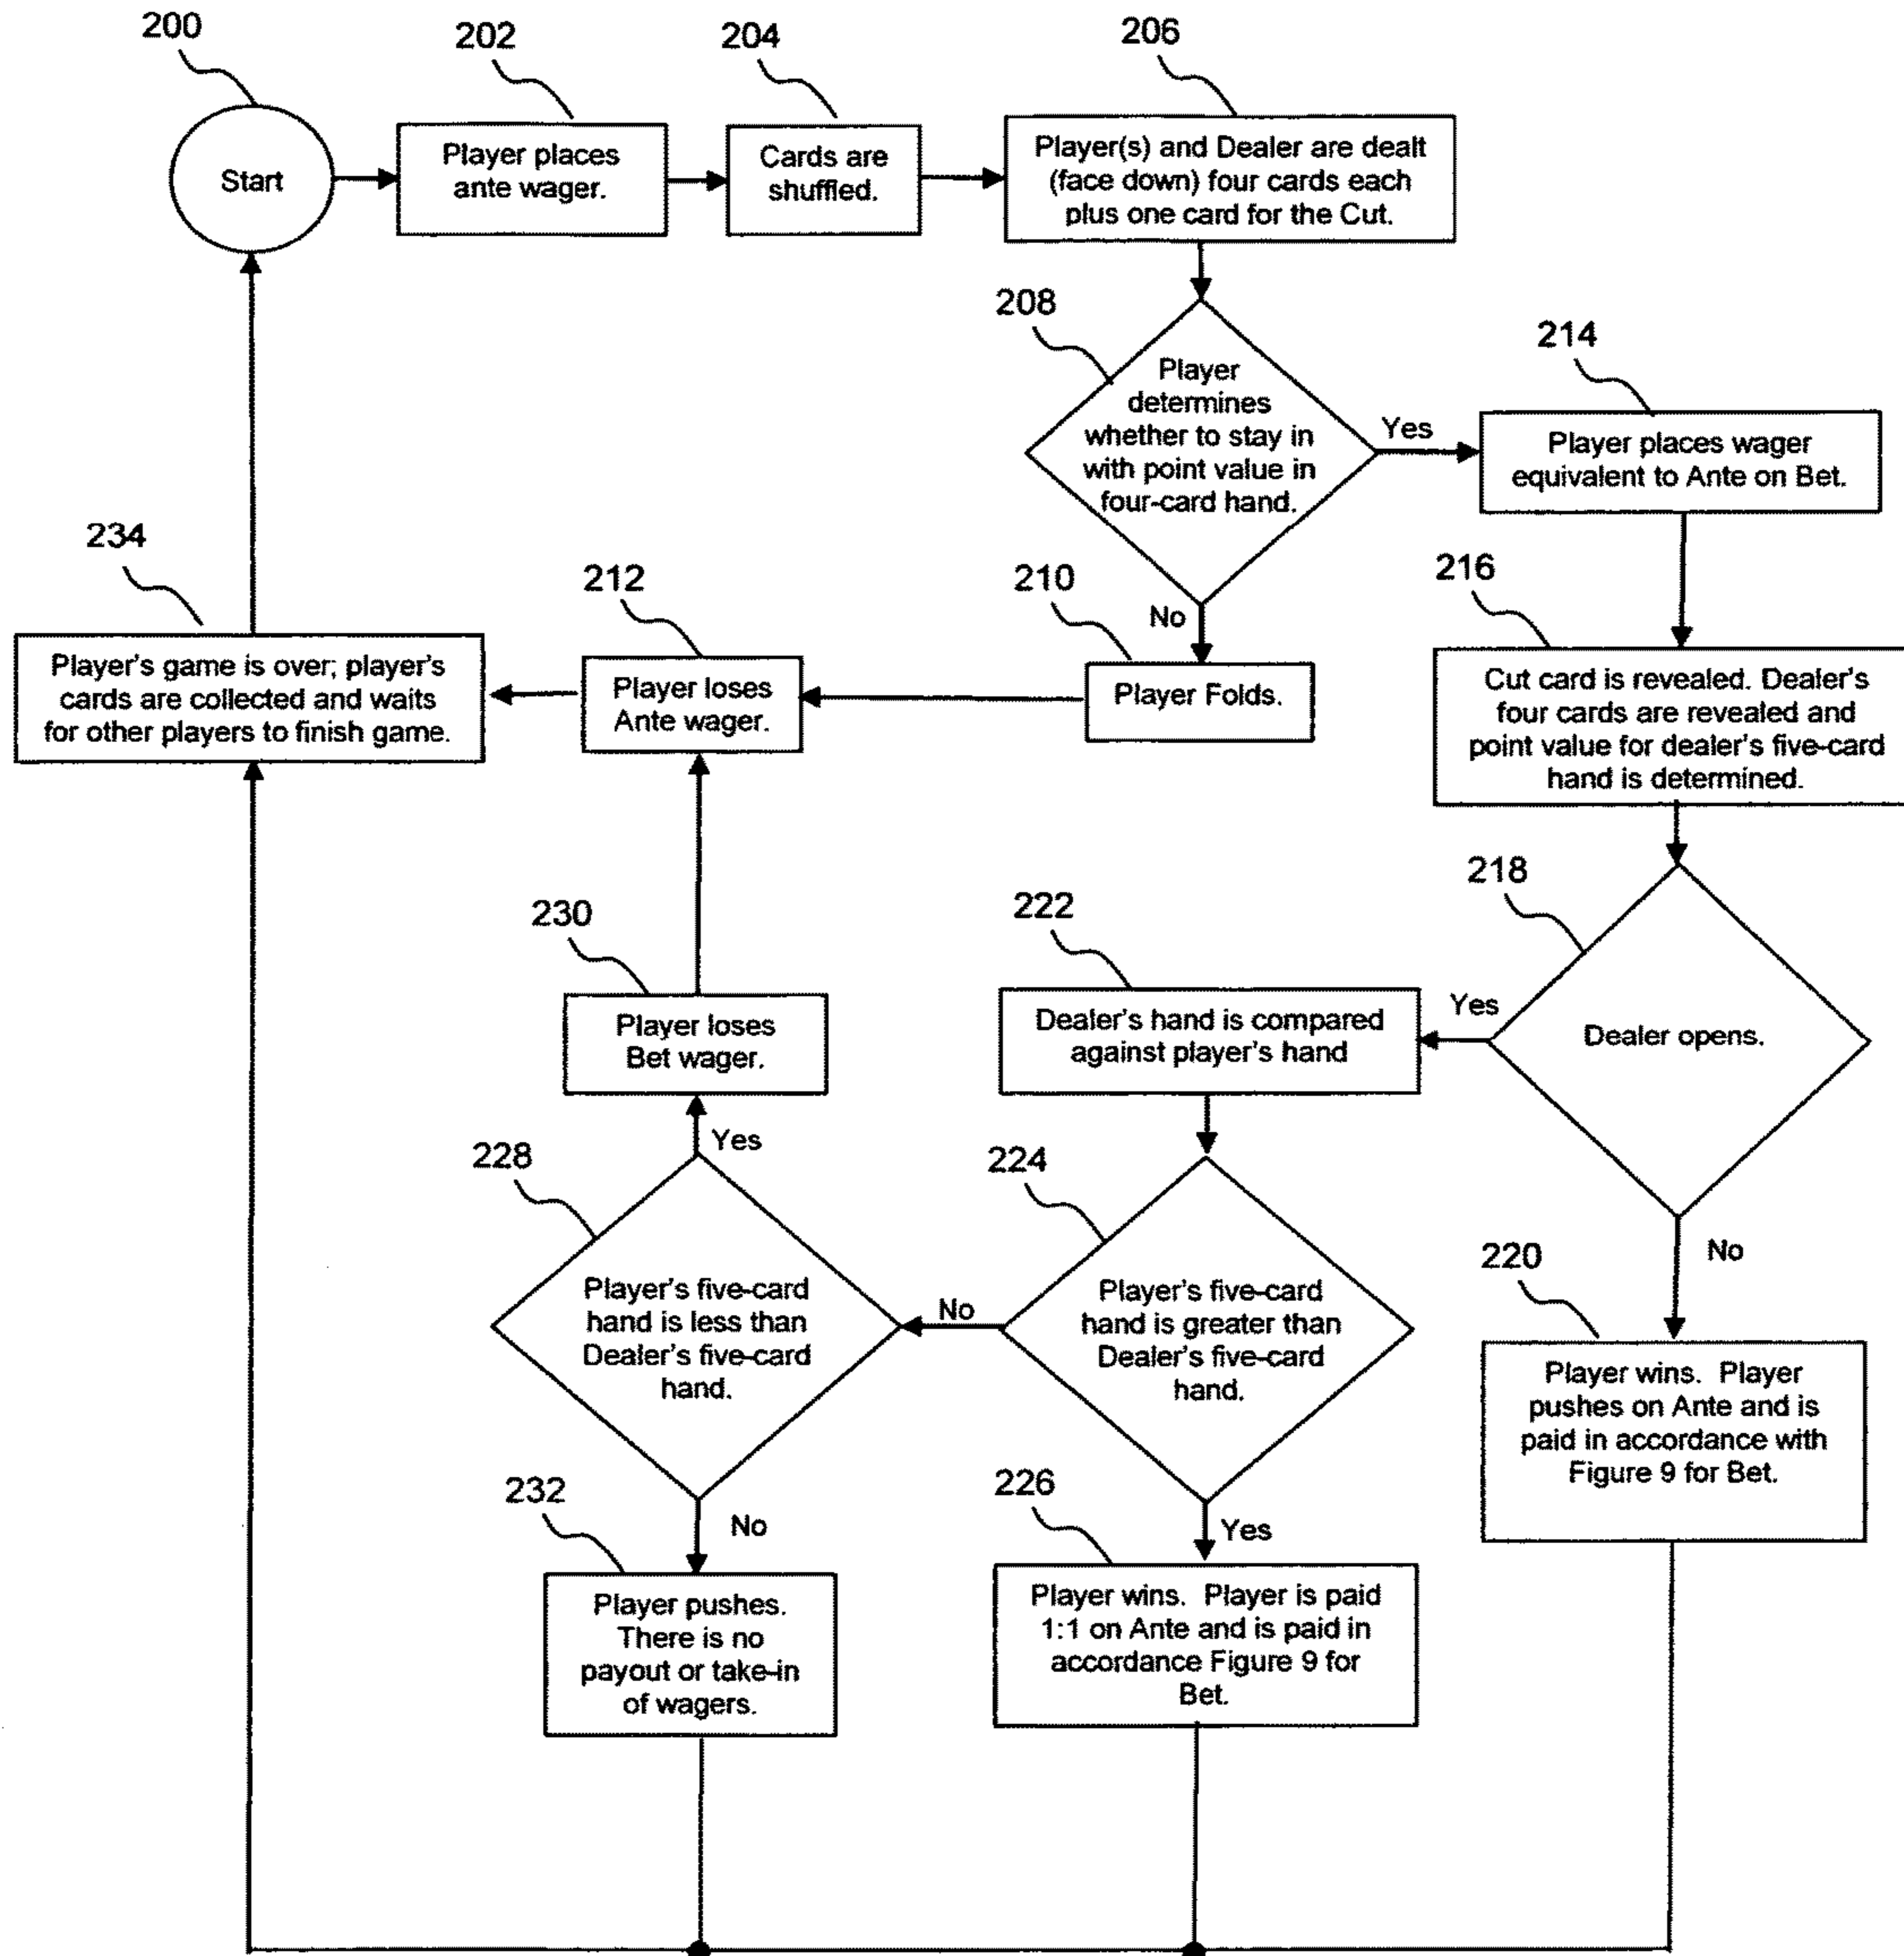 200
202
204
206
Start
Player places
ante wager.
Cards are
shuffled.
Player(s) and Dealer are dealt
(face down) four cards each
plus one card for the Cut.
208
Player
determines
whether to stay in
with point value in
four-card hand.
Yes
214
Player places wager
equivalent to Ante on Bet.
No
210
Player Folds.
212
Player loses
Ante wager.
234
Player's game is over; player's
cards are collected and waits
for other players to finish game.
216
Cut card is revealed. Dealer's
four cards are revealed and
point value for dealer's five-card
hand is determined.
218
Dealer opens.
Yes
222
Dealer's hand is compared
against player's hand
No
220
Player wins. Player
pushes on Ante and is
paid in accordance with
Figure 9 for Bet.
224
Player's five-card
hand is greater than
Dealer's five-card
hand.
Yes
226
Player wins. Player is paid
1:1 on Ante and is paid in
accordance Figure 9 for
Bet.
No
228
Player's five-card
hand is less than
Dealer's five-card
hand.
Yes
230
Player loses
Bet wager.
No
232
Player pushes.
There is no
payout or take-in
of wagers.